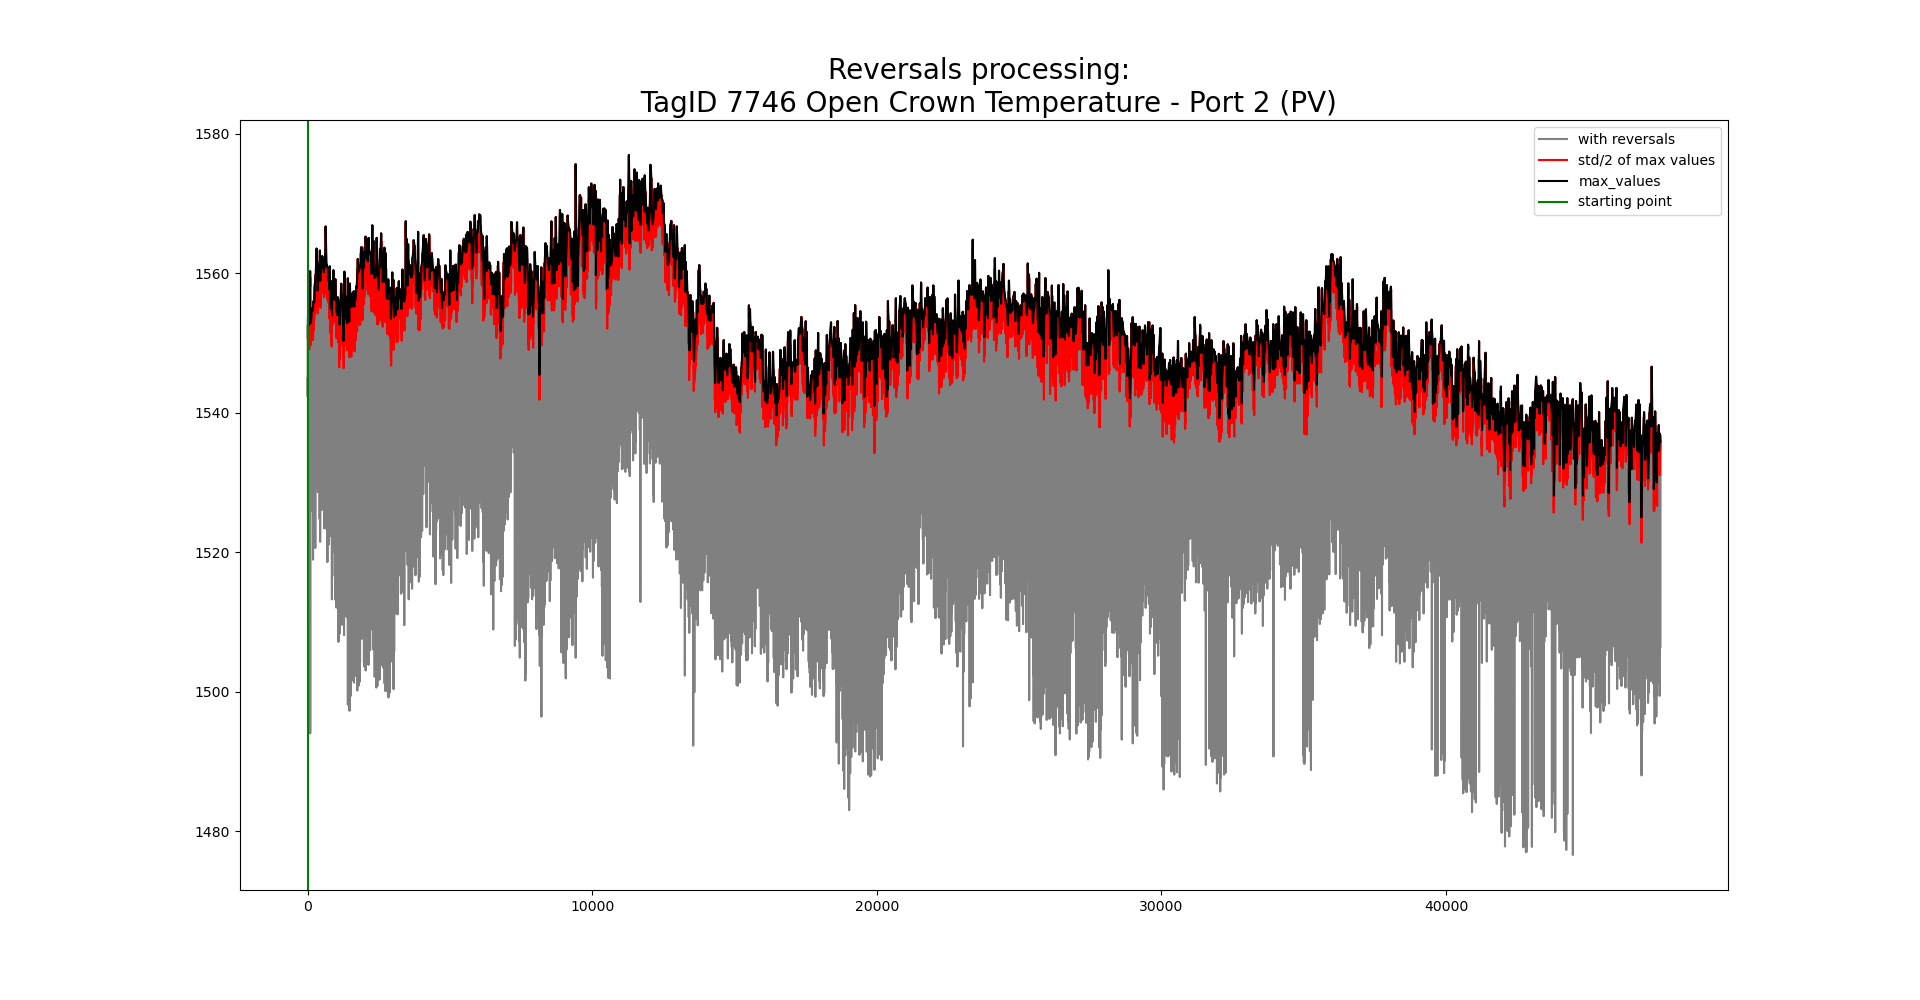 Reversals processing:
TagID 7746 Open Crown Temperature - Port 2 (PV)
1580
1560
1540
1520
1500
1480
with reversals
std/2 of max values
max_values
starting point
0
10000
20000
30000
40000